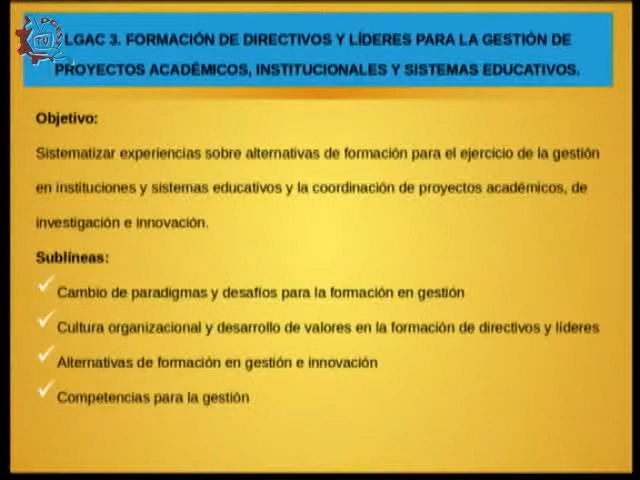 LGAC 3. FORMACIÓN DE DIRECTIVOS Y LÍDERES PARA LA GESTIÓN DE
PROYECTOS ACADÉMICOS, INSTITUCIONALES Y SISTEMAS EDUCATIVOS.
Objetivo:
Sistematizar experiencias sobre alternativas de formación para el ejercicio de la gestión
en instituciones y sistemas educativos y la coordinación de proyectos académicos, de
investigación e innovación.
Sublíneas:
Cambio de paradigmas y desafíos para la formación en gestión
Cultura organizacional y desarrollo de valores en la formación de directivos y líderes
Alternativas de formación en gestión e innovación
Competencias para la gestión